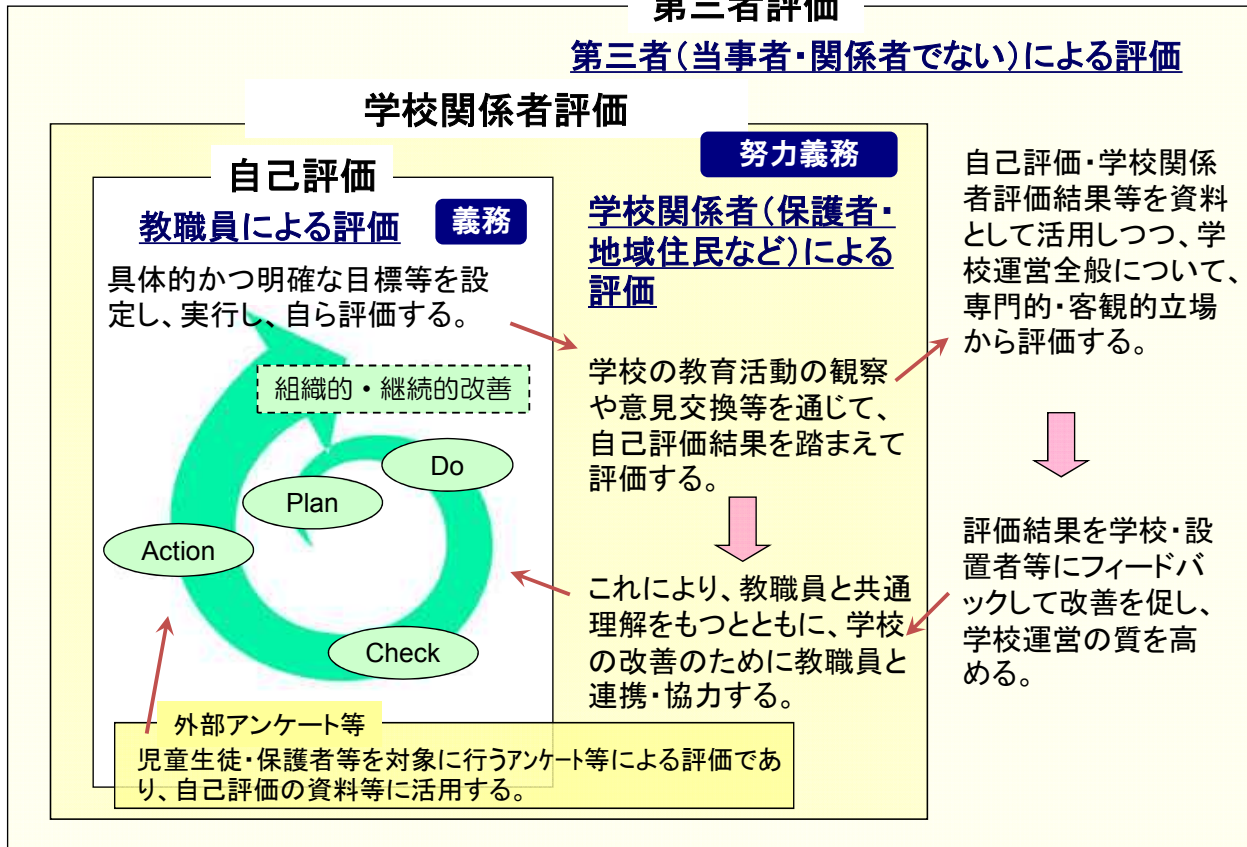 第三者評価
第三者(当事者・関係者でない)による評価
学校関係者評価
努力義務
自己評価
教職員による評価
義務
具体的かつ明確な目標等を設
定し、実行し、自ら評価する。
組織的・継続的改善
Do
Plan
Action
Check
外部アンケート等
児童生徒・保護者等を対象に行うアンケート等による評価であ
り、自己評価の資料等に活用する。
学校関係者(保護者・
地域住民など)による
評価
学校の教育活動の観察
や意見交換等を通じて、
自己評価結果を踏まえて
評価する。
これにより、教職員と共通
理解をもつとともに、学校
の改善のために教職員と
連携・協力する。
自己評価・学校関係
者評価結果等を資料
として活用しつつ、学
校運営全般について、
専門的・客観的立場
から評価する。
評価結果を学校・設
置者等にフィードバ
ックして改善を促し、
学校運営の質を高
める。